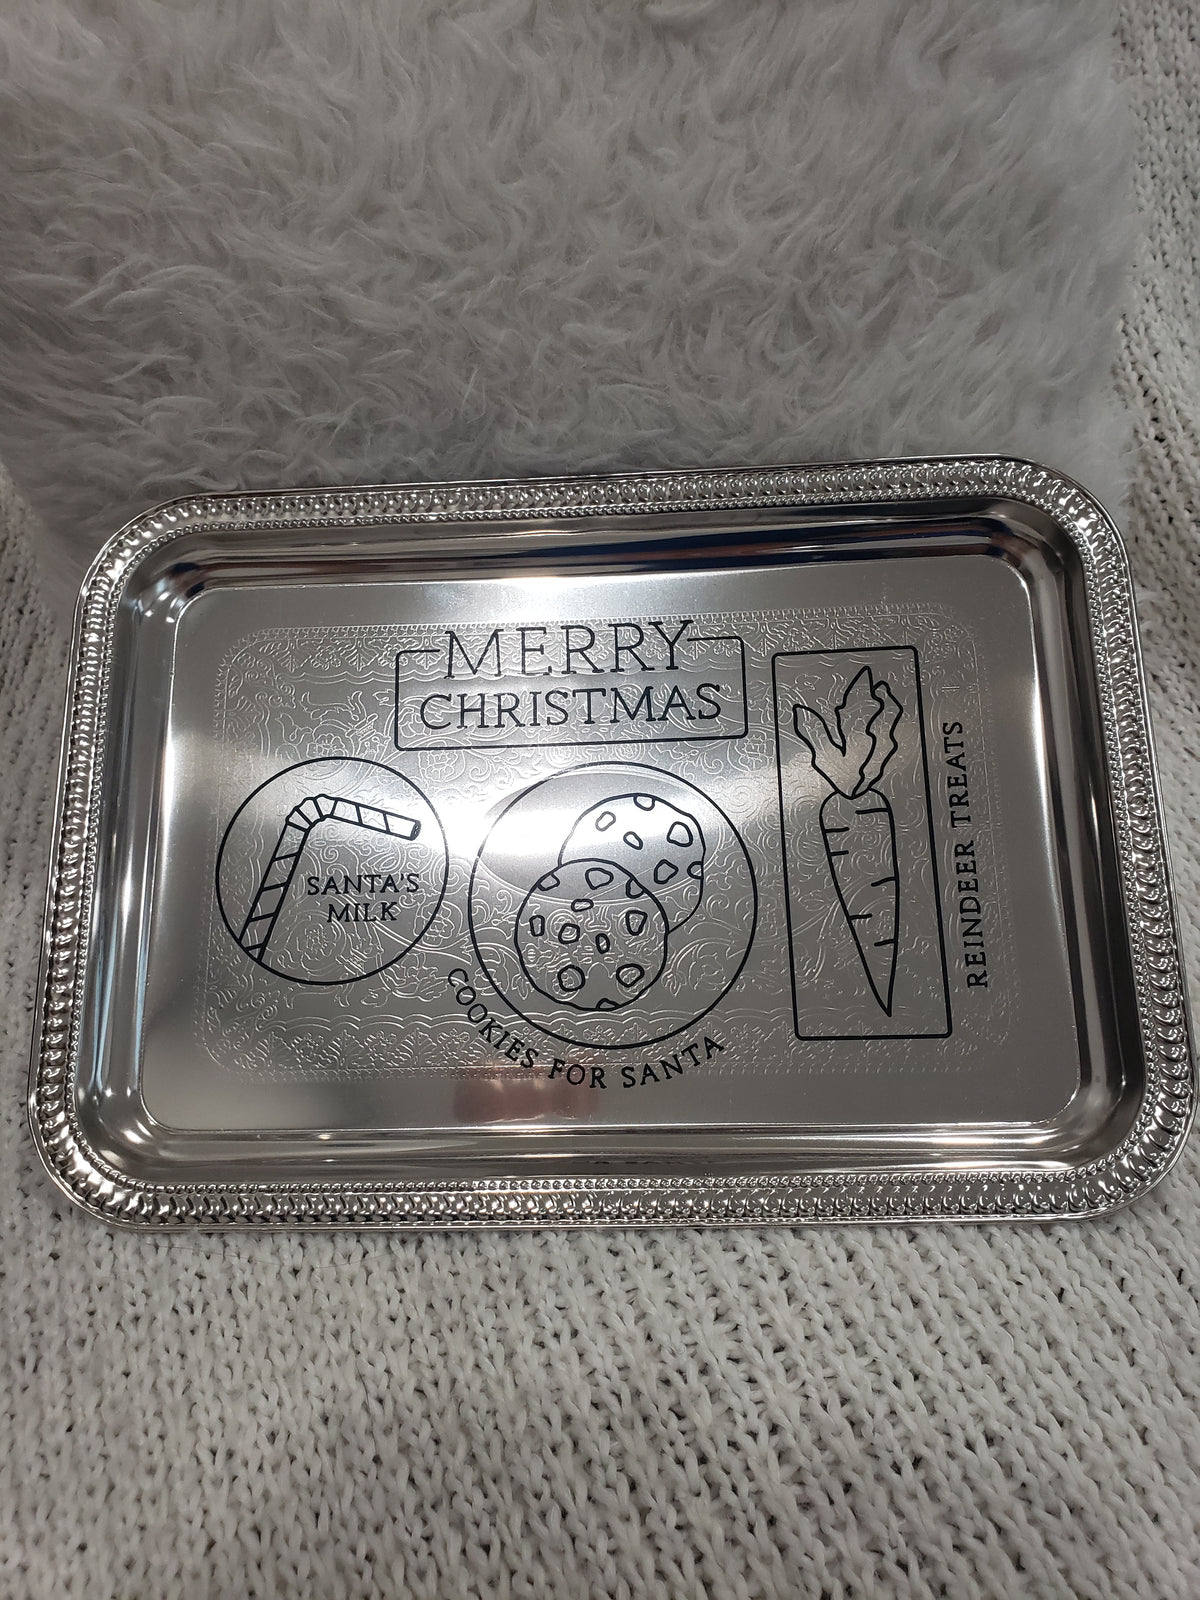 MERRY
CHRISTMAS
SANTA'S
MILK
COOKIES FOR SANTA
REINDEER TREATS